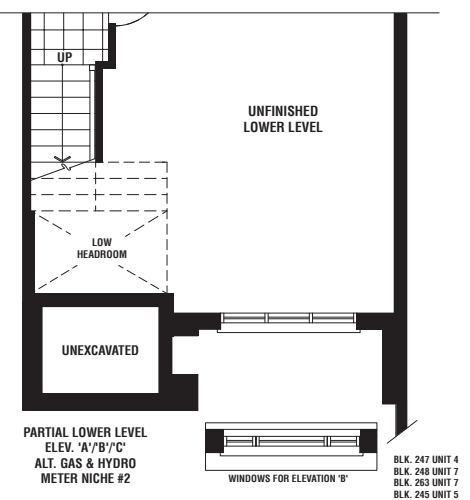 UP
UNFINISHED
LOWER LEVEL
LOW
HEADROOM
UNEXCAVATED
PARTIAL LOWER LEVEL
ELEV. 'A'/'B'/'C'
ALT. GAS & HYDRO
METER NICHE #2
WINDOWS FOR ELEVATION 'B'
BLK. 247 UNIT 4
BLK. 248 UNIT 7
BLK. 263 UNIT 7
BLK. 245 UNIT 5